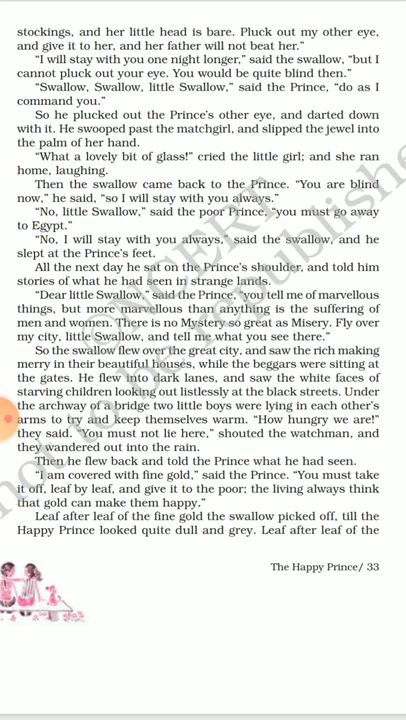 stockings, and her little head is bare. Pluck out my other eye,
and give it to her, and her father will not beat her.”
“I will stay with you one night longer,” said the swallow, “but I
cannot pluck out your eye. You would be quite blind then.”
“Swallow, Swallow, little Swallow,” said the Prince, “do as I
command you.”
So he plucked out the Prince’s other eye, and darted down
with it. He swooped past the matchgirl, and slipped the jewel into
the palm of her hand.
“What a lovely bit of glass!” cried the little girl; and she ran
home, laughing.
Then the swallow came back to the Prince. “You are blind
now,” he said, “so I will stay with you always.”
“No, little Swallow,” said the poor Prince, “you must go away
to Egypt.”
“No, I will stay with you always,” said the swallow, and he
slept at the Prince’s feet.
All the next day he sat on the Prince’s shoulder, and told him
stories of what he had seen in strange lands.
“Dear little Swallow,” said the Prince, “you tell me of marvellous
things, but more marvellous than anything is the suffering of
men and women. There is no Mystery so great as Misery. Fly over
my city, little Swallow, and tell me what you see there.”
So the swallow flew over the great city, and saw the rich making
merry in their beautiful houses, while the beggars were sitting at
the gates. He flew into dark lanes, and saw the white faces of
starving children looking out listlessly at the black streets. Under
the archway of a bridge two little boys were lying in each other’s
arms to try and keep themselves warm. “How hungry we are!”
they said. “You must not lie here,” shouted the watchman, and
they wandered out into the rain.
Then he flew back and told the Prince what he had seen.
“I am covered with fine gold,” said the Prince. “You must take
it off, leaf by leaf, and give it to the poor; the living always think
that gold can make them happy.”
Leaf after leaf of the fine gold the swallow picked off, till the
Happy Prince looked quite dull and grey. Leaf after leaf of the
The Happy Prince/ 33
© NCERT
not to be republished